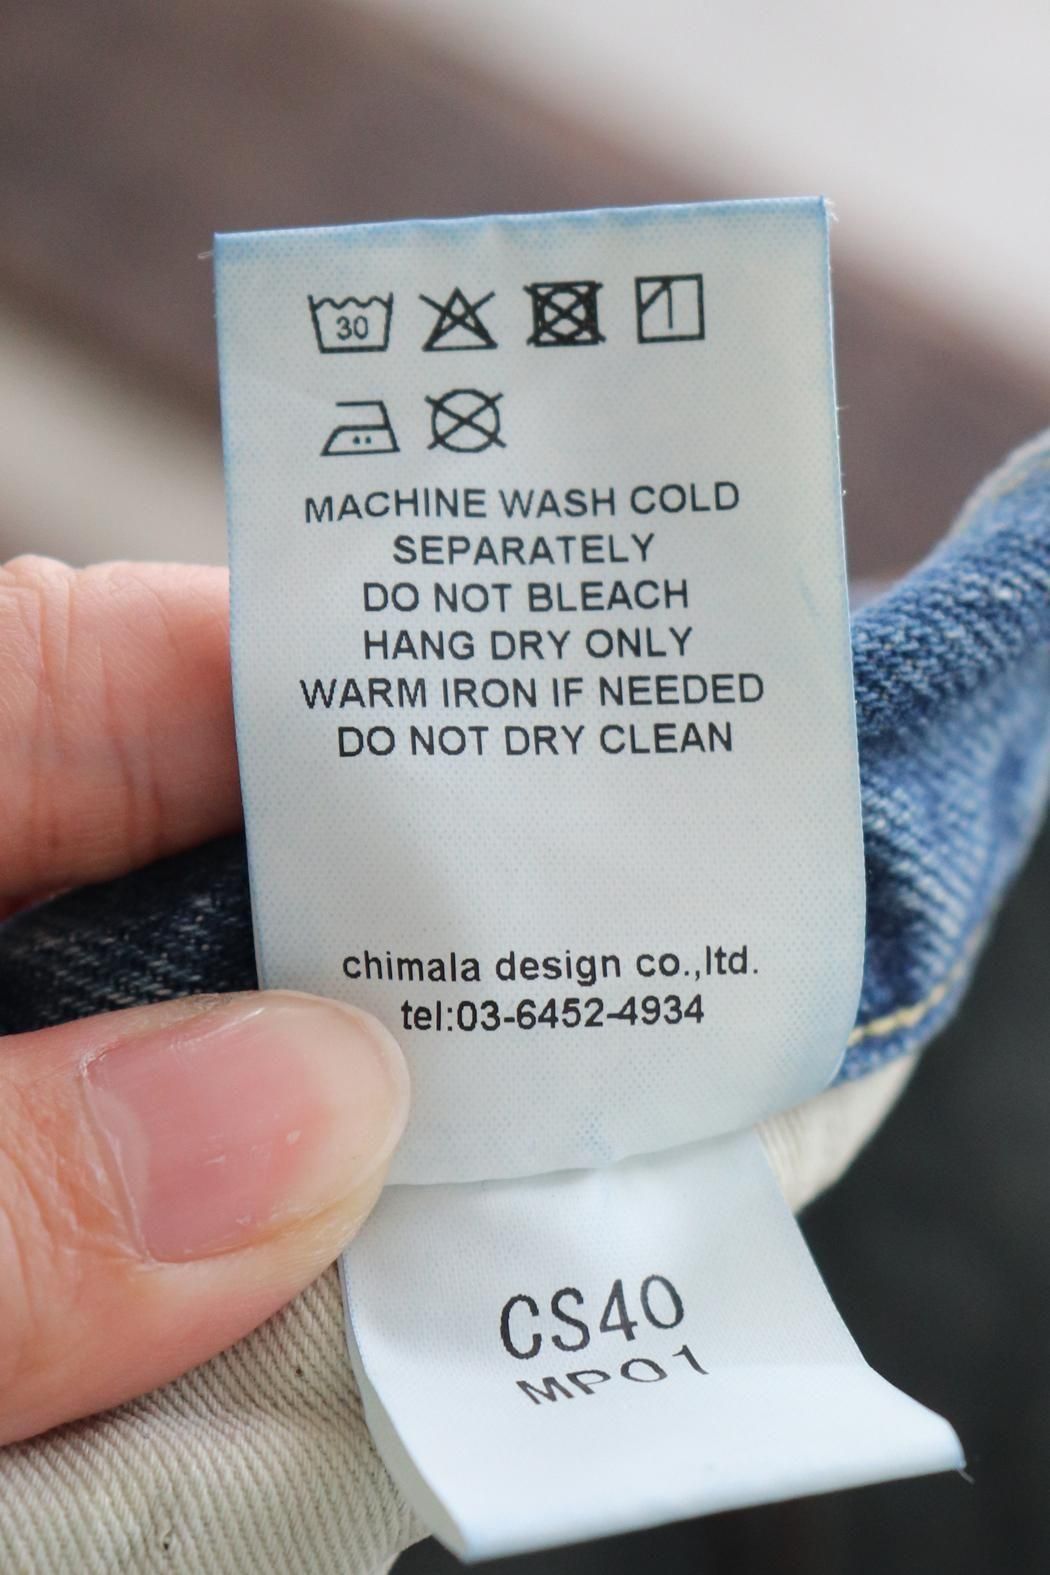 30
MACHINE WASH COLD
SEPARATELY
DO NOT BLEACH
HANG DRY ONLY
WARM IRON IF NEEDED
DO NOT DRY CLEAN
chimala design co.,ltd.
tel:03-6452-4934
CS40
MP01